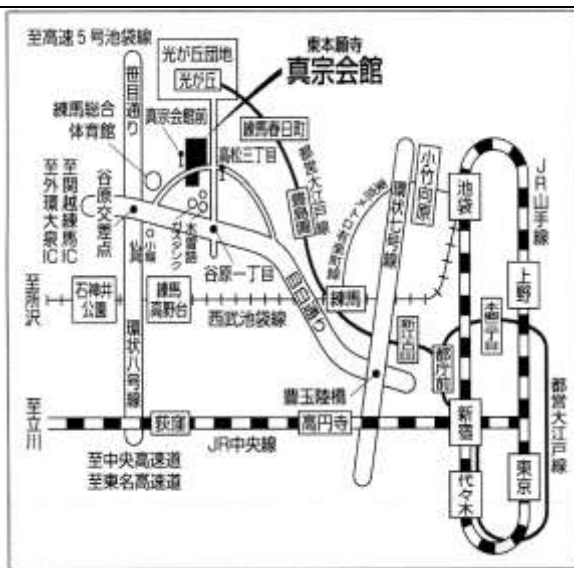 至高速5号池袋線
笹目通り
光が丘団地
光が丘
東本願寺
真宗会館
真宗会館前
練馬総合
体育館
練馬春日町
高松三丁目
都営大江戸線
豊島園
環状七号線
小竹向原
池袋
JR山手線
至関越練馬IC
至外環大泉IC
谷原交差点
ガスタンク
谷原一丁目
目白通り
上野
至所沢
石神井
公園
練馬
高野台
西武池袋線
練馬
新江古田
本郷三丁目
都庁前
環状八号線
豊玉陸橋
都営大江戸線
至立川
荻窪
高円寺
新宿
JR中央線
代々木
東京
至中央高速道
至東名高速道